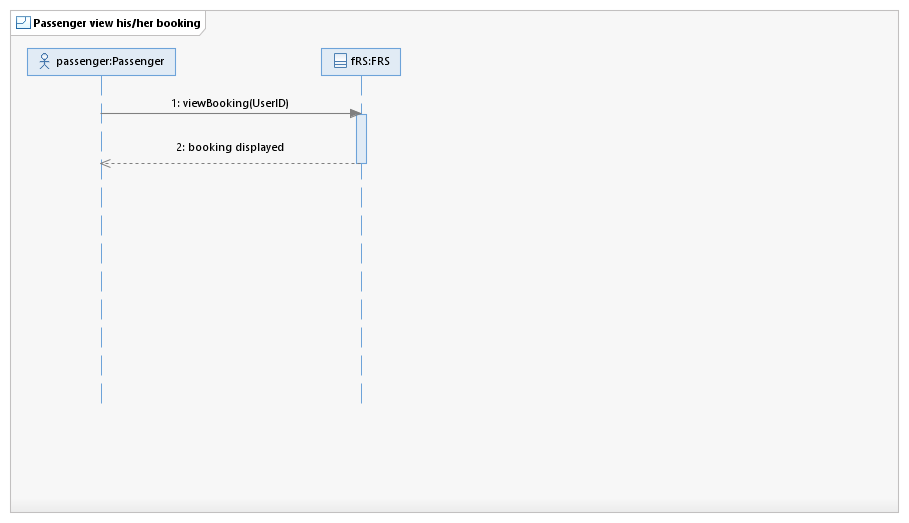 Passenger view his/her booking
passenger:Passenger
fRS:FRS
1: viewBooking(UserID)
2: booking displayed